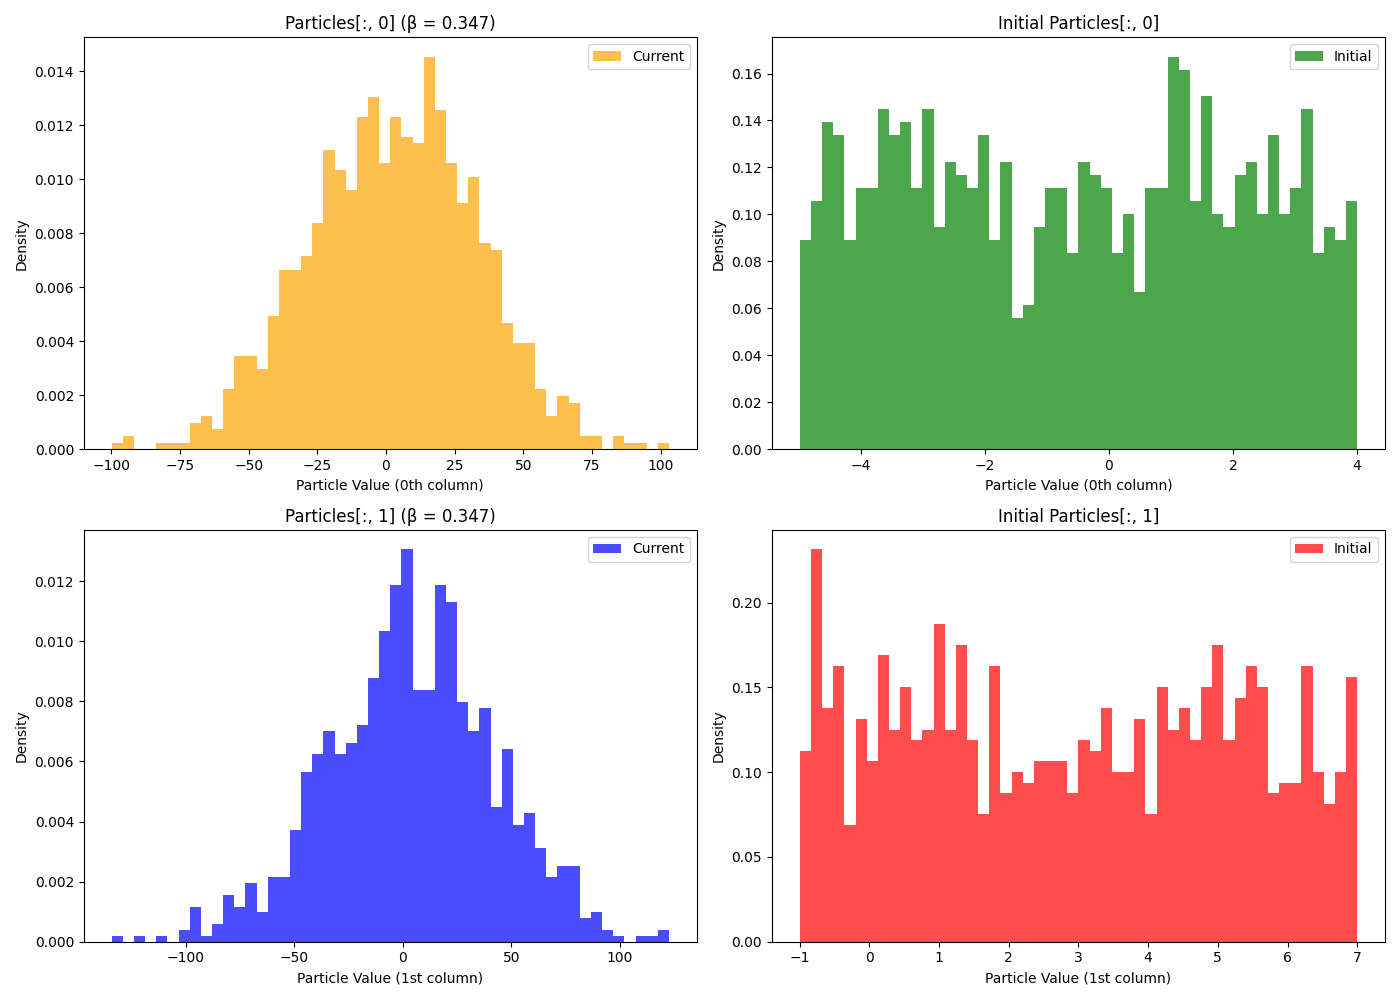 Particles[:, 0] (β = 0.347)
Current
Density
0.014
0.012
0.010
0.008
0.006
0.004
0.002
0.000
−100 −75 −50 −25 0 25 50 75 100
Particle Value (0th column)
Initial Particles[:, 0]
Initial
Density
0.16
0.14
0.12
0.10
0.08
0.06
0.04
0.02
0.00
−4 −2 0 2 4
Particle Value (0th column)
Particles[:, 1] (β = 0.347)
Current
Density
0.012
0.010
0.008
0.006
0.004
0.002
0.000
−100 −50 0 50 100
Particle Value (1st column)
Initial Particles[:, 1]
Initial
Density
0.20
0.15
0.10
0.05
0.00
−1 0 1 2 3 4 5 6 7
Particle Value (1st column)